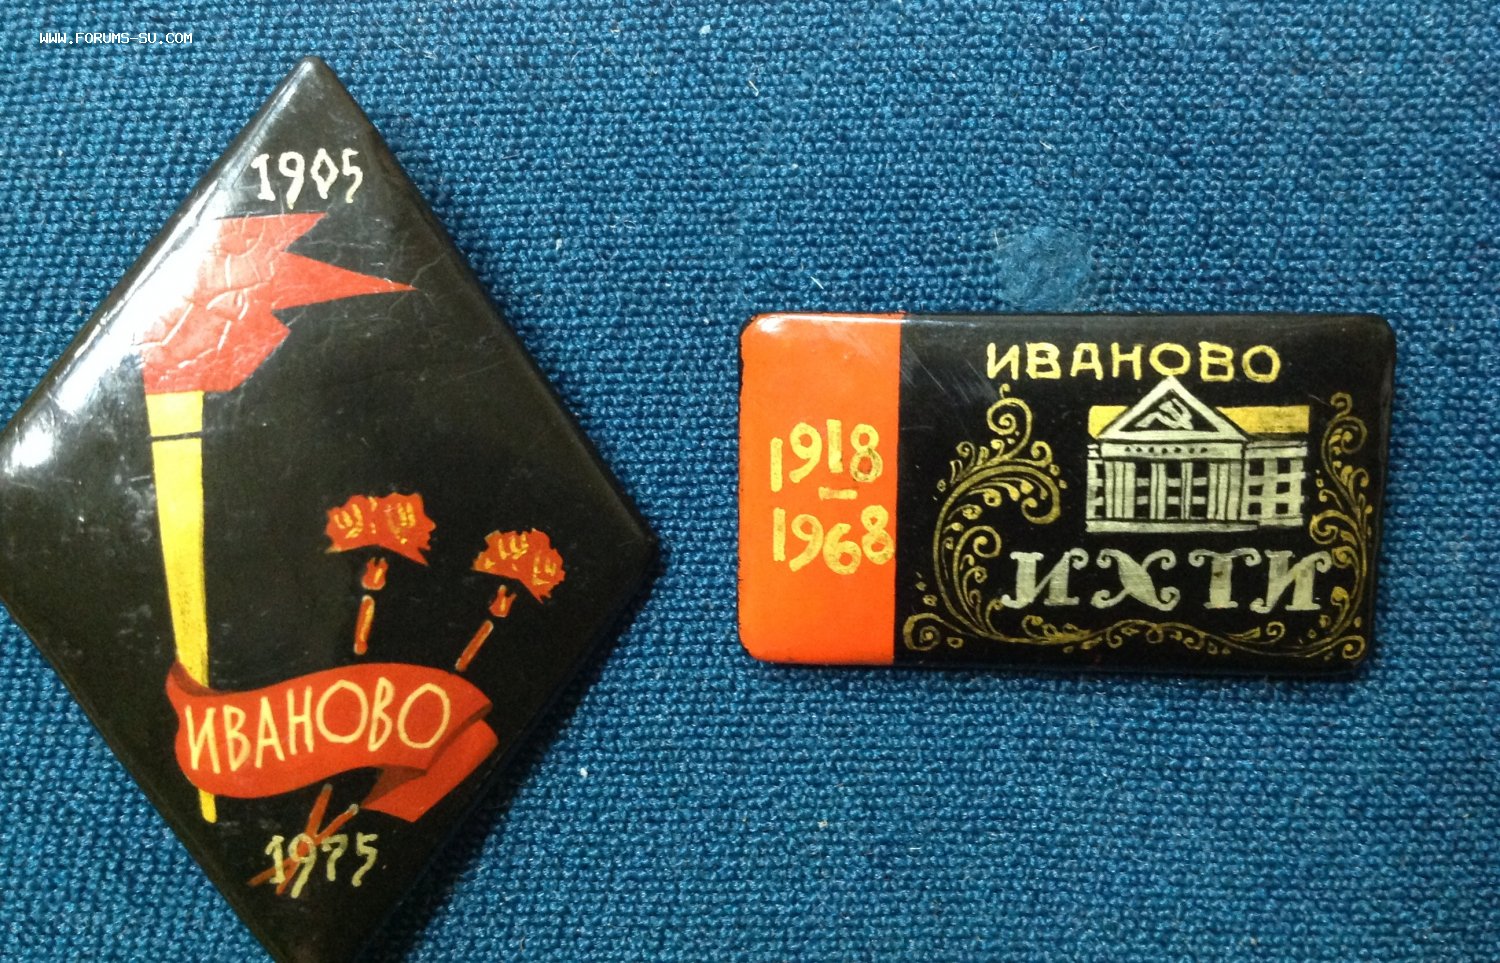 WWW.FORUMS-SU.COM
1905
ИВАНОВО
1975
1918
–
1968
ИВАНОВО
ИХТИ